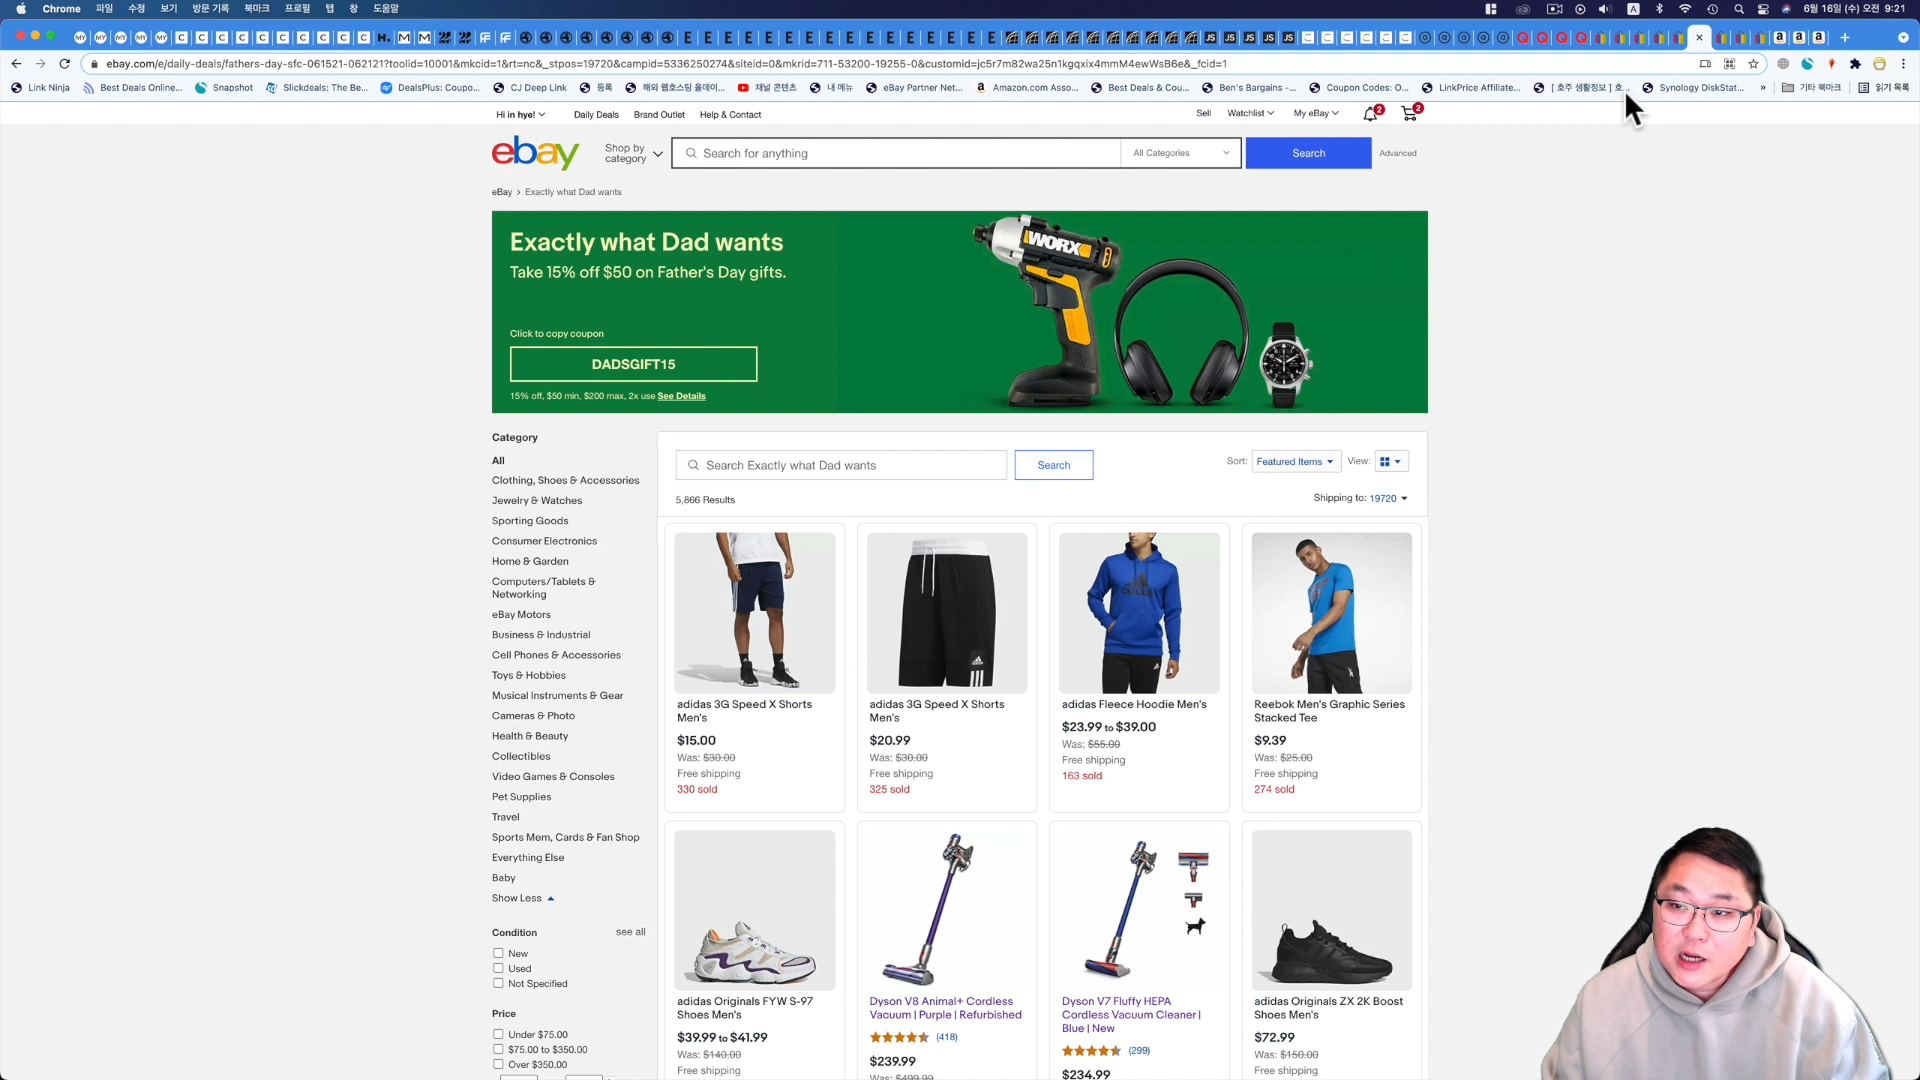 Chrome 파일 수정 보기 방문 기록 북마크 프로필 탭 창 도움말 6월 16일 (수) 오전 9:21
ebay.com/e/daily-deals/fathers-day-sfc-061521-062121?toolid=10001&mkcid=1&rt=nc&_stpos=19720&campid=5336250274&siteid=0&mkrid=711-53200-19255-0&customid=jc5r7m82wa25n1kgqxix4mmM4ewWsB6e&_fcid=1
Link Ninja Best Deals Online... Snapshot Slickdeals: The Be... DealsPlus: Coupo... CJ Deep Link 등록 해외 웹호스팅 올데이... 채널 콘텐츠 내 메뉴 eBay Partner Net... Amazon.com Asso... Best Deals & Cou... Ben's Bargains -... Coupon Codes: O... LinkPrice Affiliate... [ 호주 생활정보 ] 호... Synology DiskStat... » 기타 북마크 읽기 목록
Hi in hye! Daily Deals Brand Outlet Help & Contact Sell Watchlist My eBay 2 2
ebay Shop by category Search for anything All Categories Search Advanced
eBay > Exactly what Dad wants
Exactly what Dad wants
Take 15% off $50 on Father's Day gifts.
WORX
Click to copy coupon
DADSGIFT15
15% off, $50 min, $200 max, 2x use See Details
Category
All
Clothing, Shoes & Accessories
Jewelry & Watches
Sporting Goods
Consumer Electronics
Home & Garden
Computers/Tablets &
Networking
eBay Motors
Business & Industrial
Cell Phones & Accessories
Toys & Hobbies
Musical Instruments & Gear
Cameras & Photo
Health & Beauty
Collectibles
Video Games & Consoles
Pet Supplies
Travel
Sports Mem, Cards & Fan Shop
Everything Else
Baby
Show Less
Condition see all
New
Used
Not Specified
Price
Under $75.00
$75.00 to $350.00
Over $350.00
Search Exactly what Dad wants Search Sort: Featured Items View:
5,866 Results Shipping to: 19720
adidas 3G Speed X Shorts
Men's
$15.00
Was: $30.00
Free shipping
330 sold
adidas 3G Speed X Shorts
Men's
$20.99
Was: $30.00
Free shipping
325 sold
adidas Fleece Hoodie Men's
$23.99 to $39.00
Was: $55.00
Free shipping
163 sold
Reebok Men's Graphic Series
Stacked Tee
$9.39
Was: $25.00
Free shipping
274 sold
adidas Originals FYW S-97
Shoes Men's
$39.99 to $41.99
Was: $140.00
Free shipping
Dyson V8 Animal+ Cordless
Vacuum | Purple | Refurbished
(418)
$239.99
Was: $499.99
Dyson V7 Fluffy HEPA
Cordless Vacuum Cleaner |
Blue | New
(299)
$234.99
adidas Originals ZX 2K Boost
Shoes Men's
$72.99
Was: $150.00
Free shipping